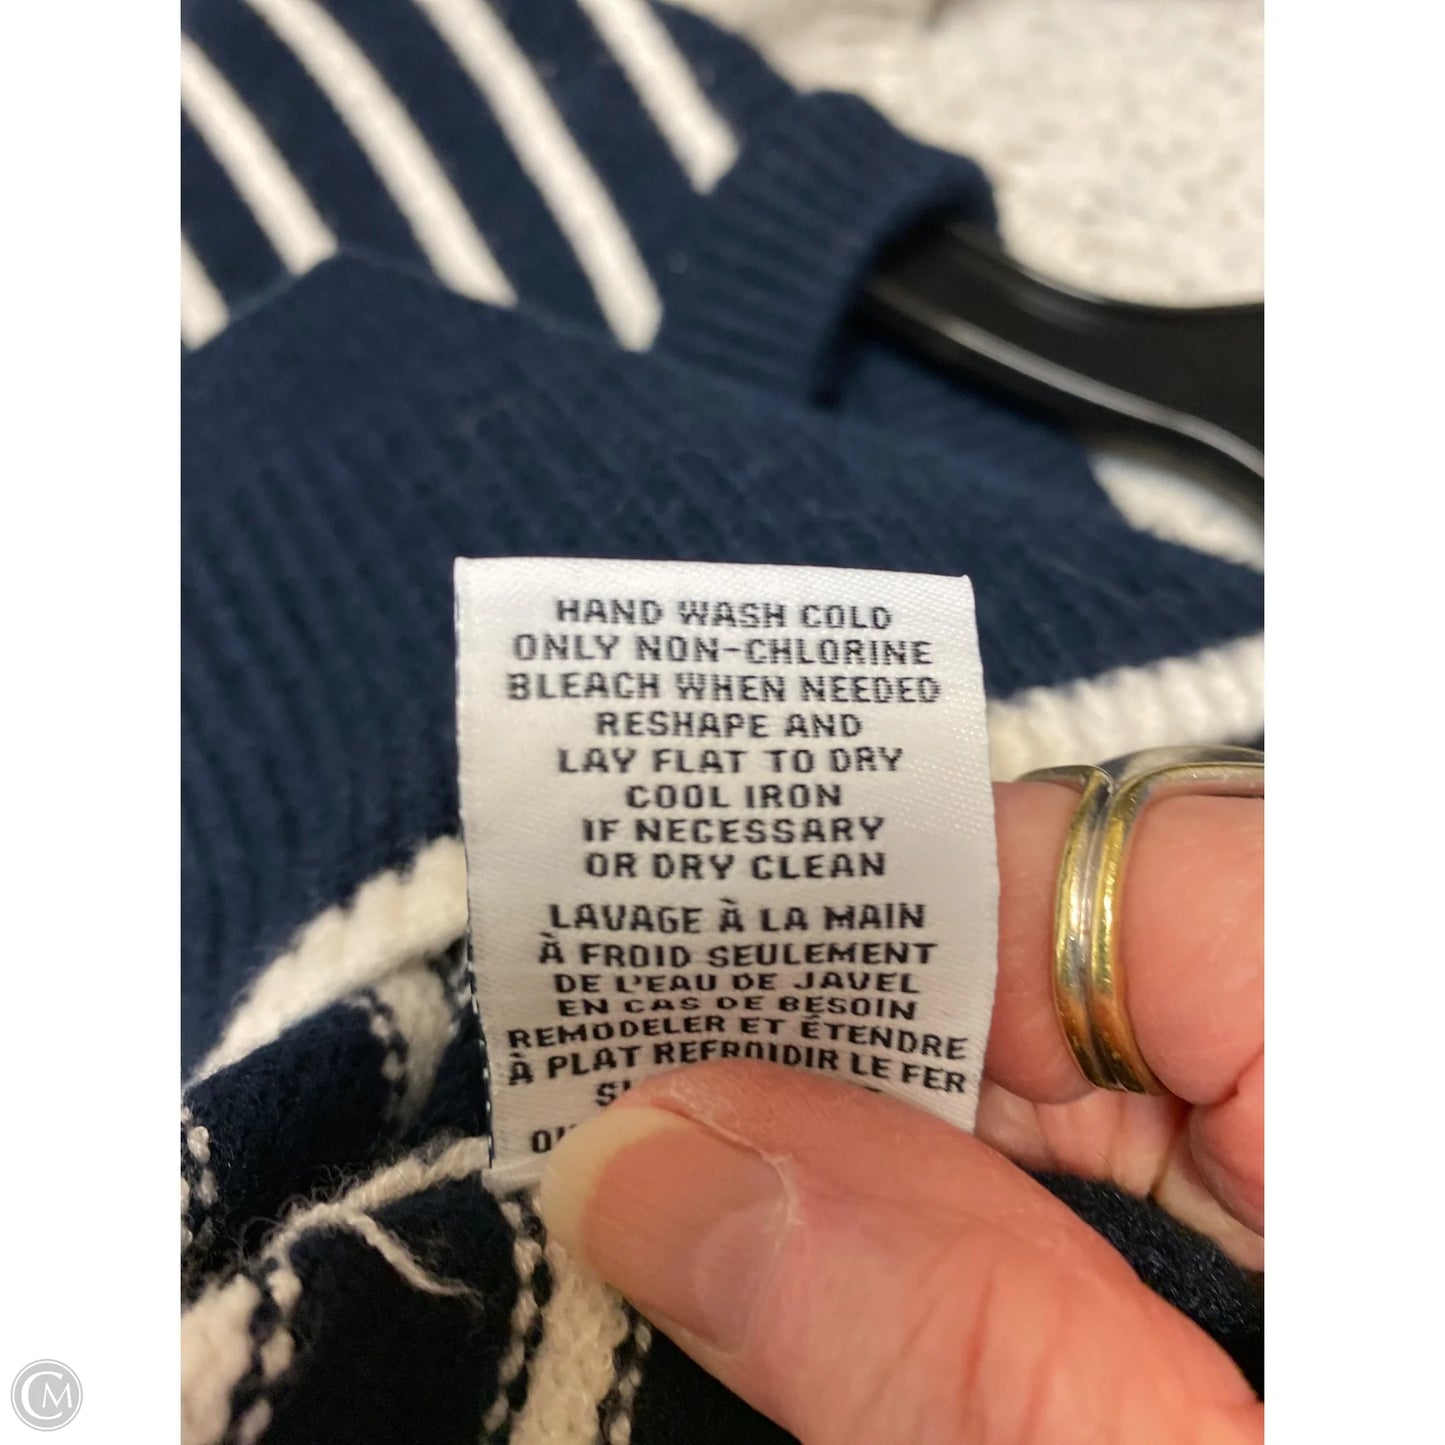 HAND WASH COLD
ONLY NON-CHLORINE
BLEACH WHEN NEEDED
RESHAPE AND
LAY FLAT TO DRY
COOL IRON
IF NECESSARY
OR DRY CLEAN
LAVAGE À LA MAIN
À FROID SEULEMENT
DE L'EAU DE JAVEL
EN CAS DE BESOIN
REMODELER ET ÉTENDRE
À PLAT REFROIDIR LE FER
CM